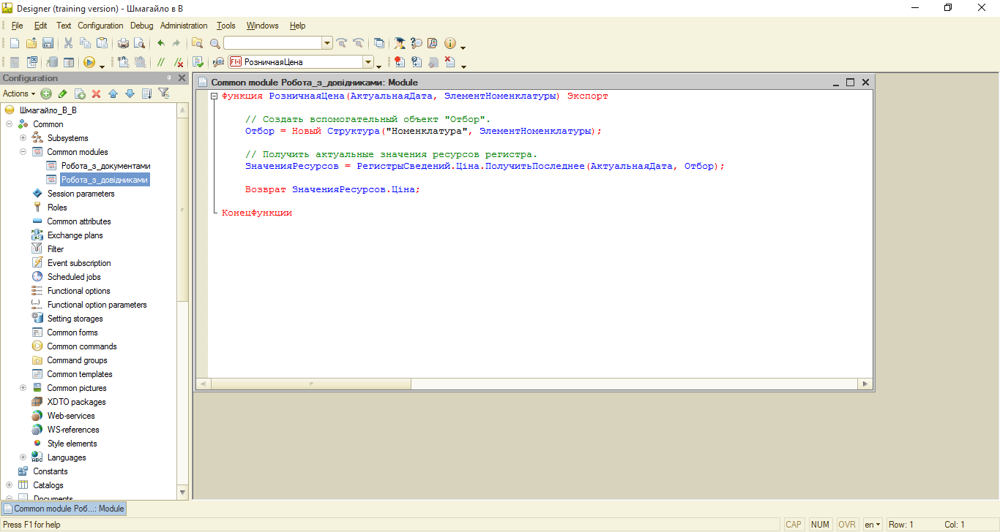 Designer (training version) - Шмагайло в В
File Edit Text Configuration Debug Administration Tools Windows Help
РозничнаяЦена
Configuration
Actions
Шмагайло_В_В
Common
Subsystems
Common modules
Робота_з_документами
Робота_з_довідниками
Session parameters
Roles
Common attributes
Exchange plans
Filter
Event subscription
Scheduled jobs
Functional options
Functional option parameters
Setting storages
Common forms
Common commands
Command groups
Common templates
Common pictures
XDTO packages
Web-services
WS-references
Style elements
Languages
Constants
Catalogs
Documents
Common module Робота_з_довідниками: Module
Функция РозничнаяЦена(АктуальнаяДата, ЭлементНоменклатуры) Экспорт
// Создать вспомогательный объект "Отбор".
Отбор = Новый Структура("Номенклатура", ЭлементНоменклатуры);
// Получить актуальные значения ресурсов регистра.
ЗначенияРесурсов = РегистрыСведений.Ціна.ПолучитьПоследнее(АктуальнаяДата, Отбор);
Возврат ЗначенияРесурсов.Ціна;
КонецФункции
Common module Роб...: Module
Press F1 for help
CAP NUM OVR en Row: 1 Col: 1